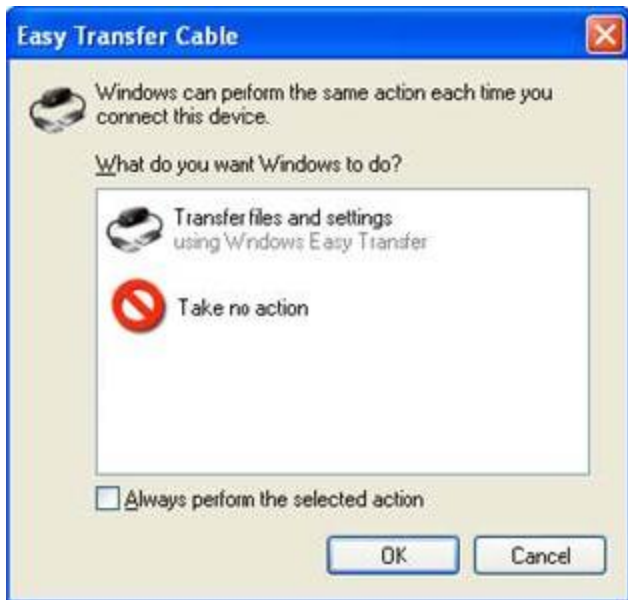 Easy Transfer Cable
Windows can perform the same action each time you
connect this device.
What do you want Windows to do?
Transfer files and settings
using Windows Easy Transfer
Take no action
Always perform the selected action
OK
Cancel